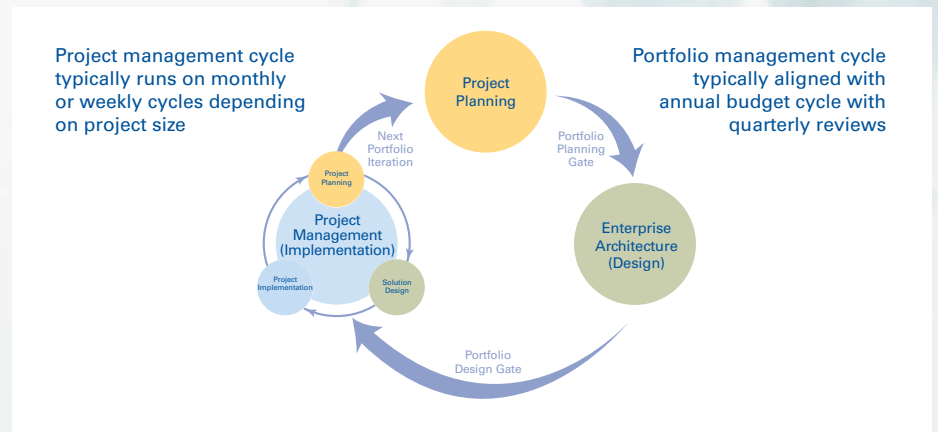 Project management cycle
typically runs on monthly
or weekly cycles depending
on project size
Project
Planning
Portfolio management cycle
typically aligned with
annual budget cycle with
quarterly reviews
Next
Portfolio
Iteration
Portfolio
Planning
Gate
Project
Planning
Project
Management
(Implementation)
Enterprise
Architecture
(Design)
Project
Implementation
Solution
Design
Portfolio
Design Gate